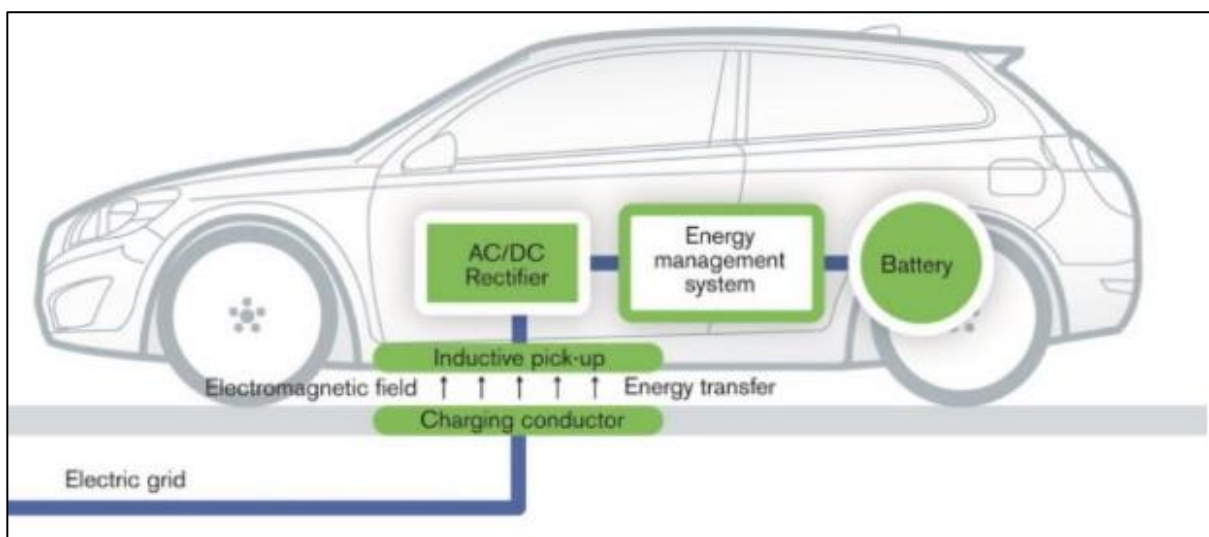 AC/DC
Rectifier
Energy
management
system
Battery
Inductive pick-up
Electromagnetic field
Energy transfer
Charging conductor
Electric grid